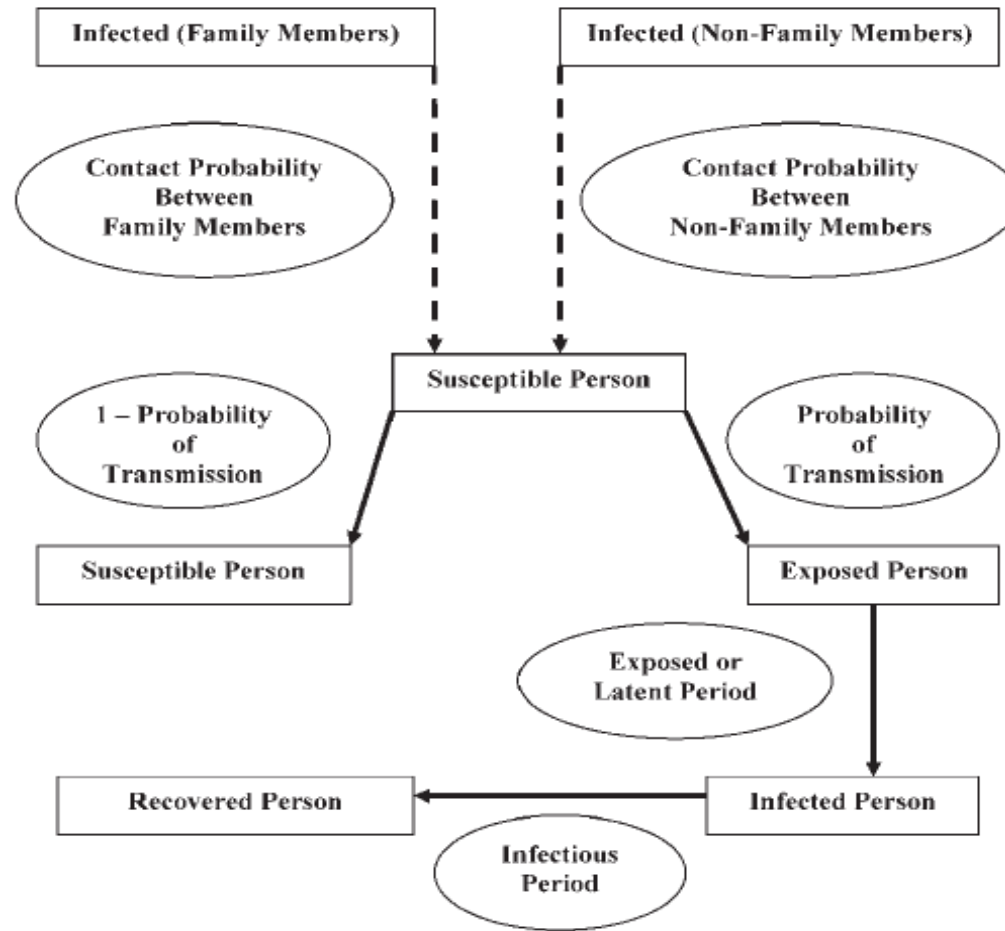 Infected (Family Members)
Infected (Non-Family Members)
Contact Probability
Between
Family Members
Contact Probability
Between
Non-Family Members
Susceptible Person
1 – Probability
of
Transmission
Probability
of
Transmission
Susceptible Person
Exposed Person
Exposed or
Latent Period
Recovered Person
Infected Person
Infectious
Period